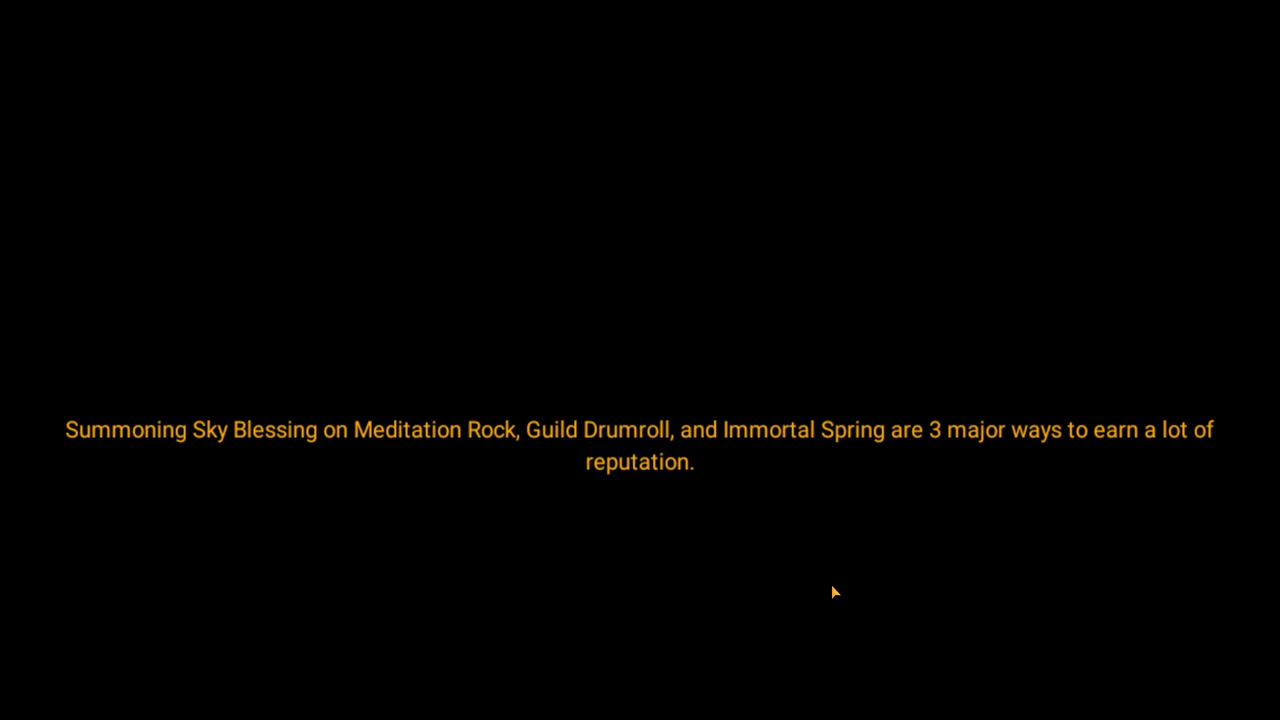 Summoning Sky Blessing on Meditation Rock, Guild Drumroll, and Immortal Spring are 3 major ways to earn a lot of
reputation.